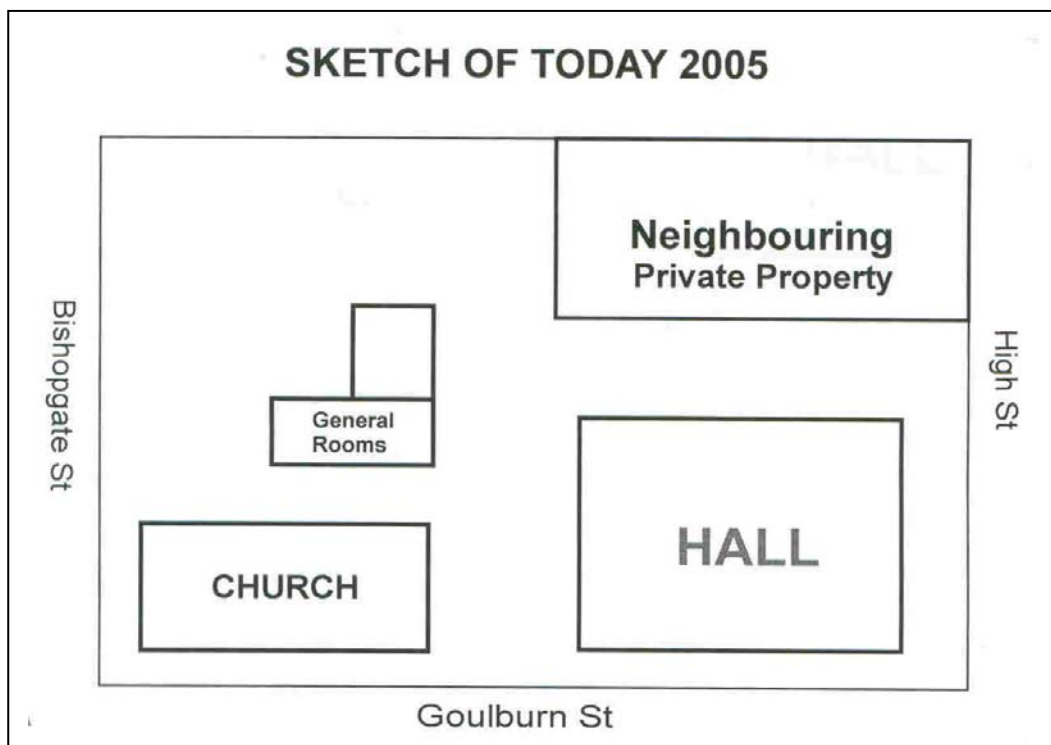 SKETCH OF TODAY 2005
Neighbouring
Private Property
Bishopgate St
High St
General
Rooms
HALL
CHURCH
Goulburn St